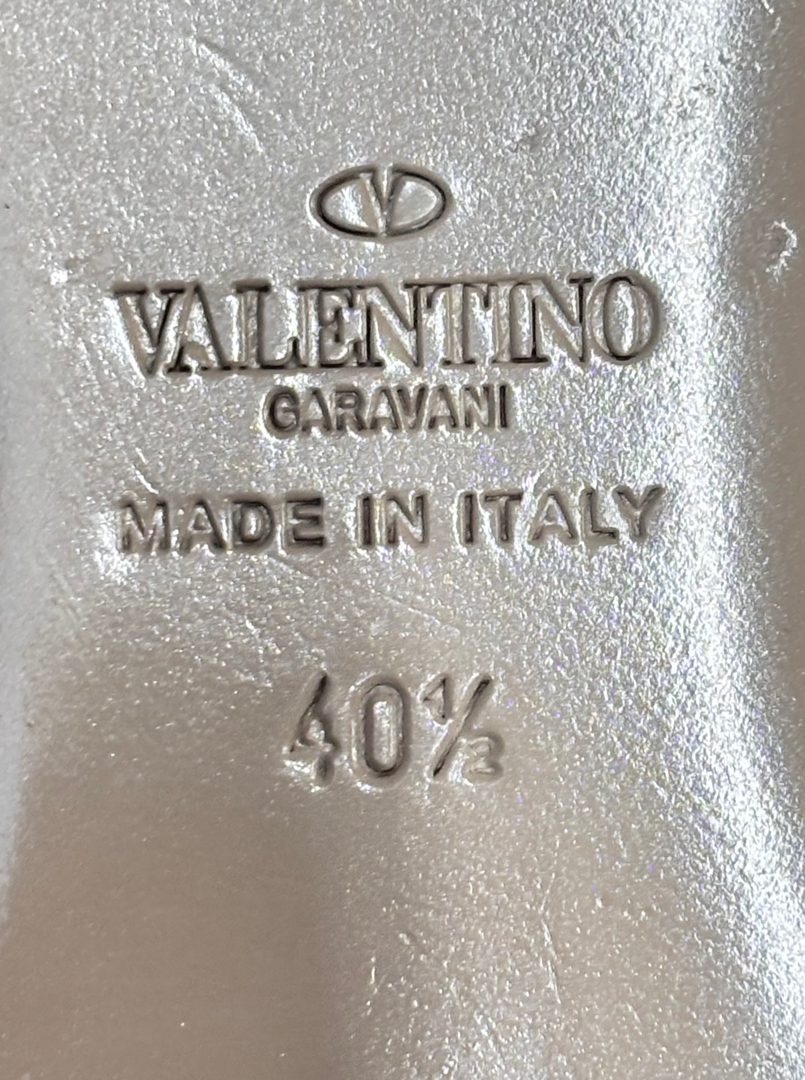 V
VALENTINO
GARAVANI
MADE IN ITALY
40½